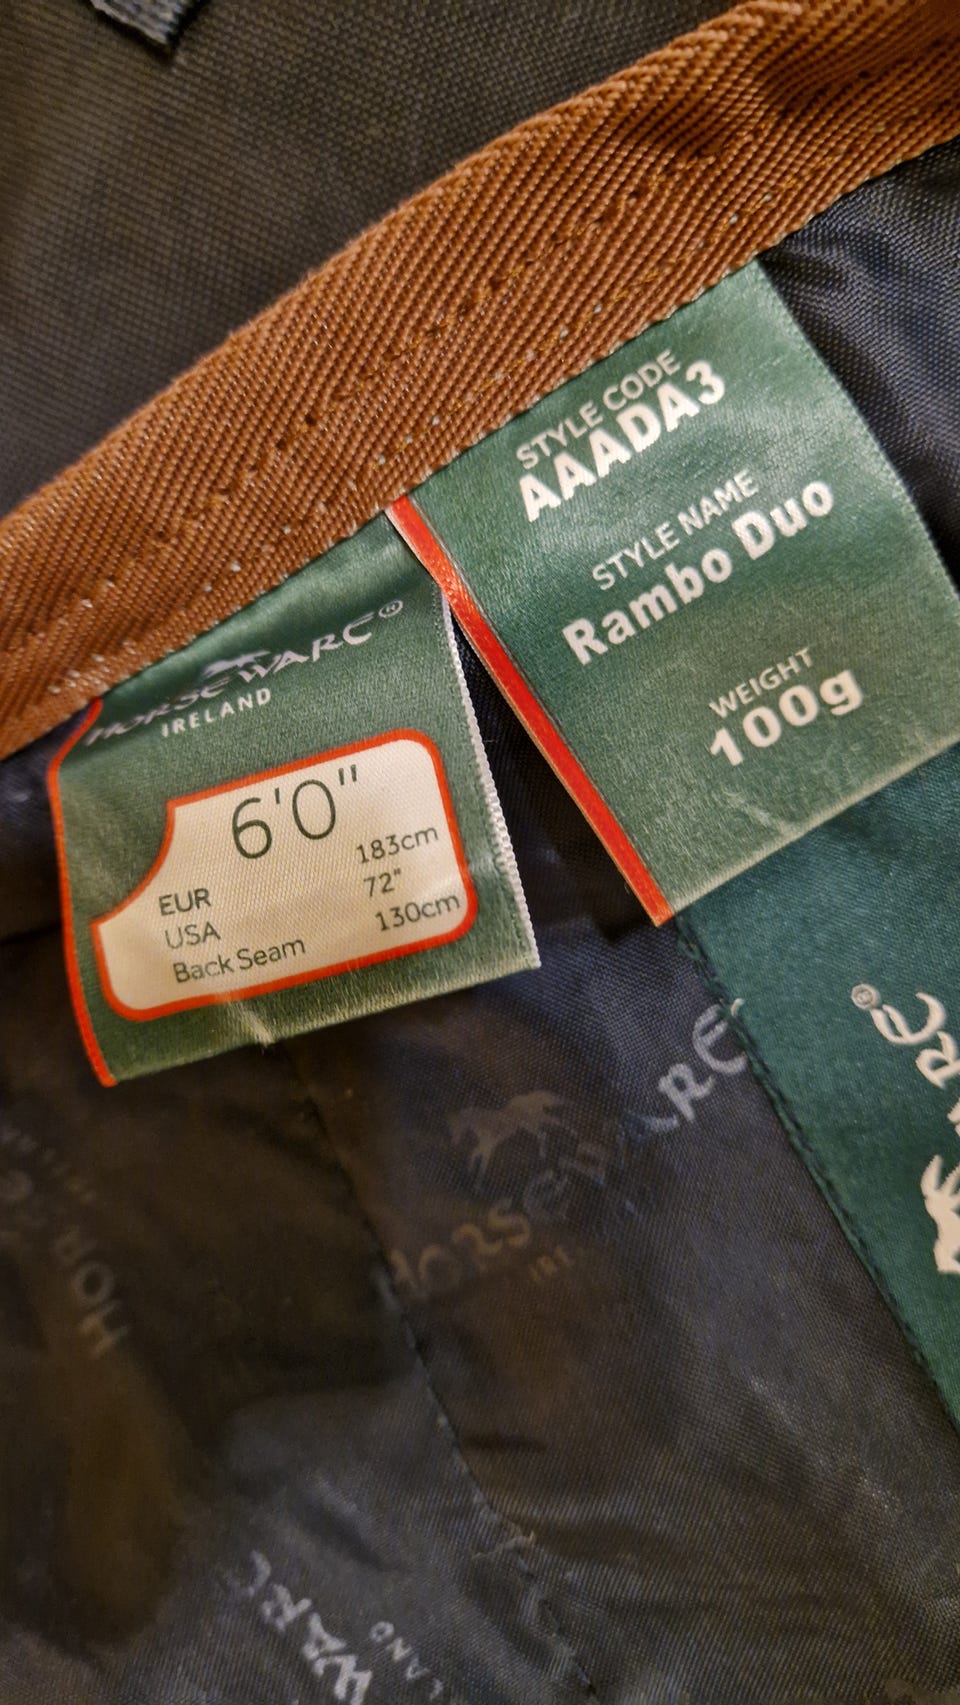 STYLE CODE
AAADA3
STYLE NAME
Rambo Duo
WEIGHT
100g
HORSEWARE®
IRELAND
6'0"
EUR 183cm
USA 72"
Back Seam 130cm
HORSEWARE